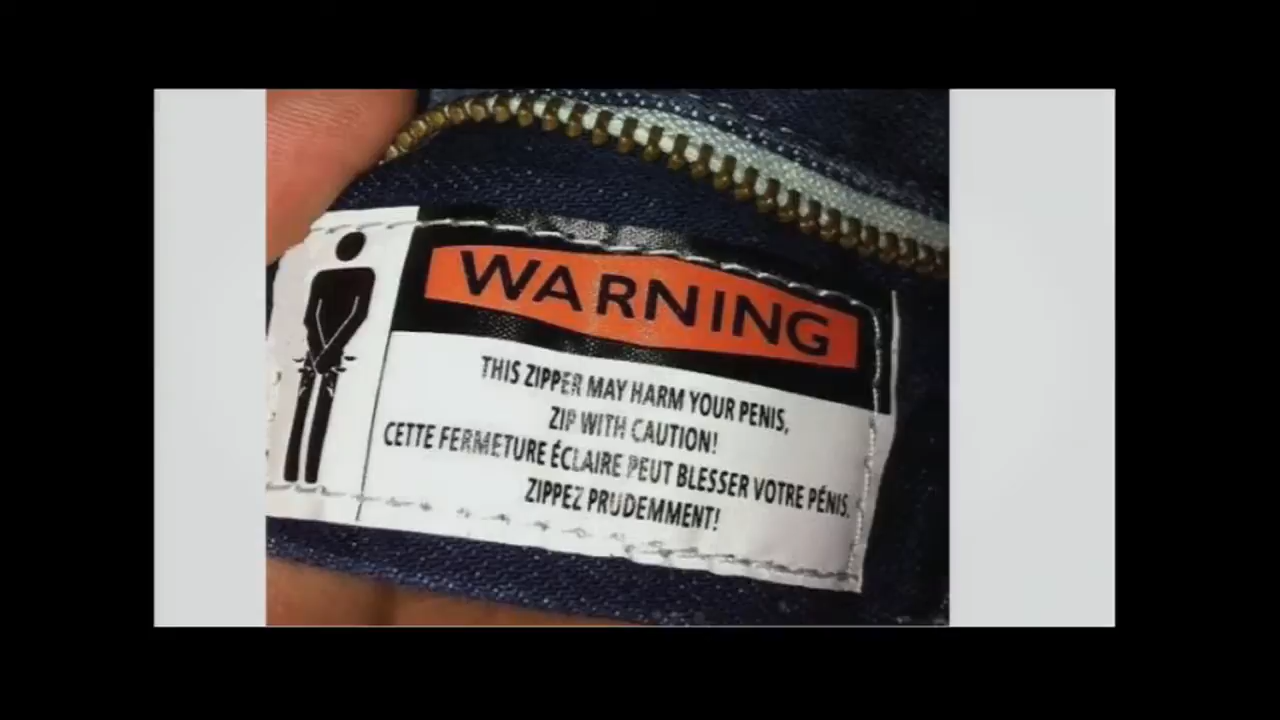 WARNING
THIS ZIPPER MAY HARM YOUR PENIS,
ZIP WITH CAUTION!
CETTE FERMETURE ÉCLAIRE PEUT BLESSER VOTRE PÉNIS.
ZIPPEZ PRUDEMMENT!